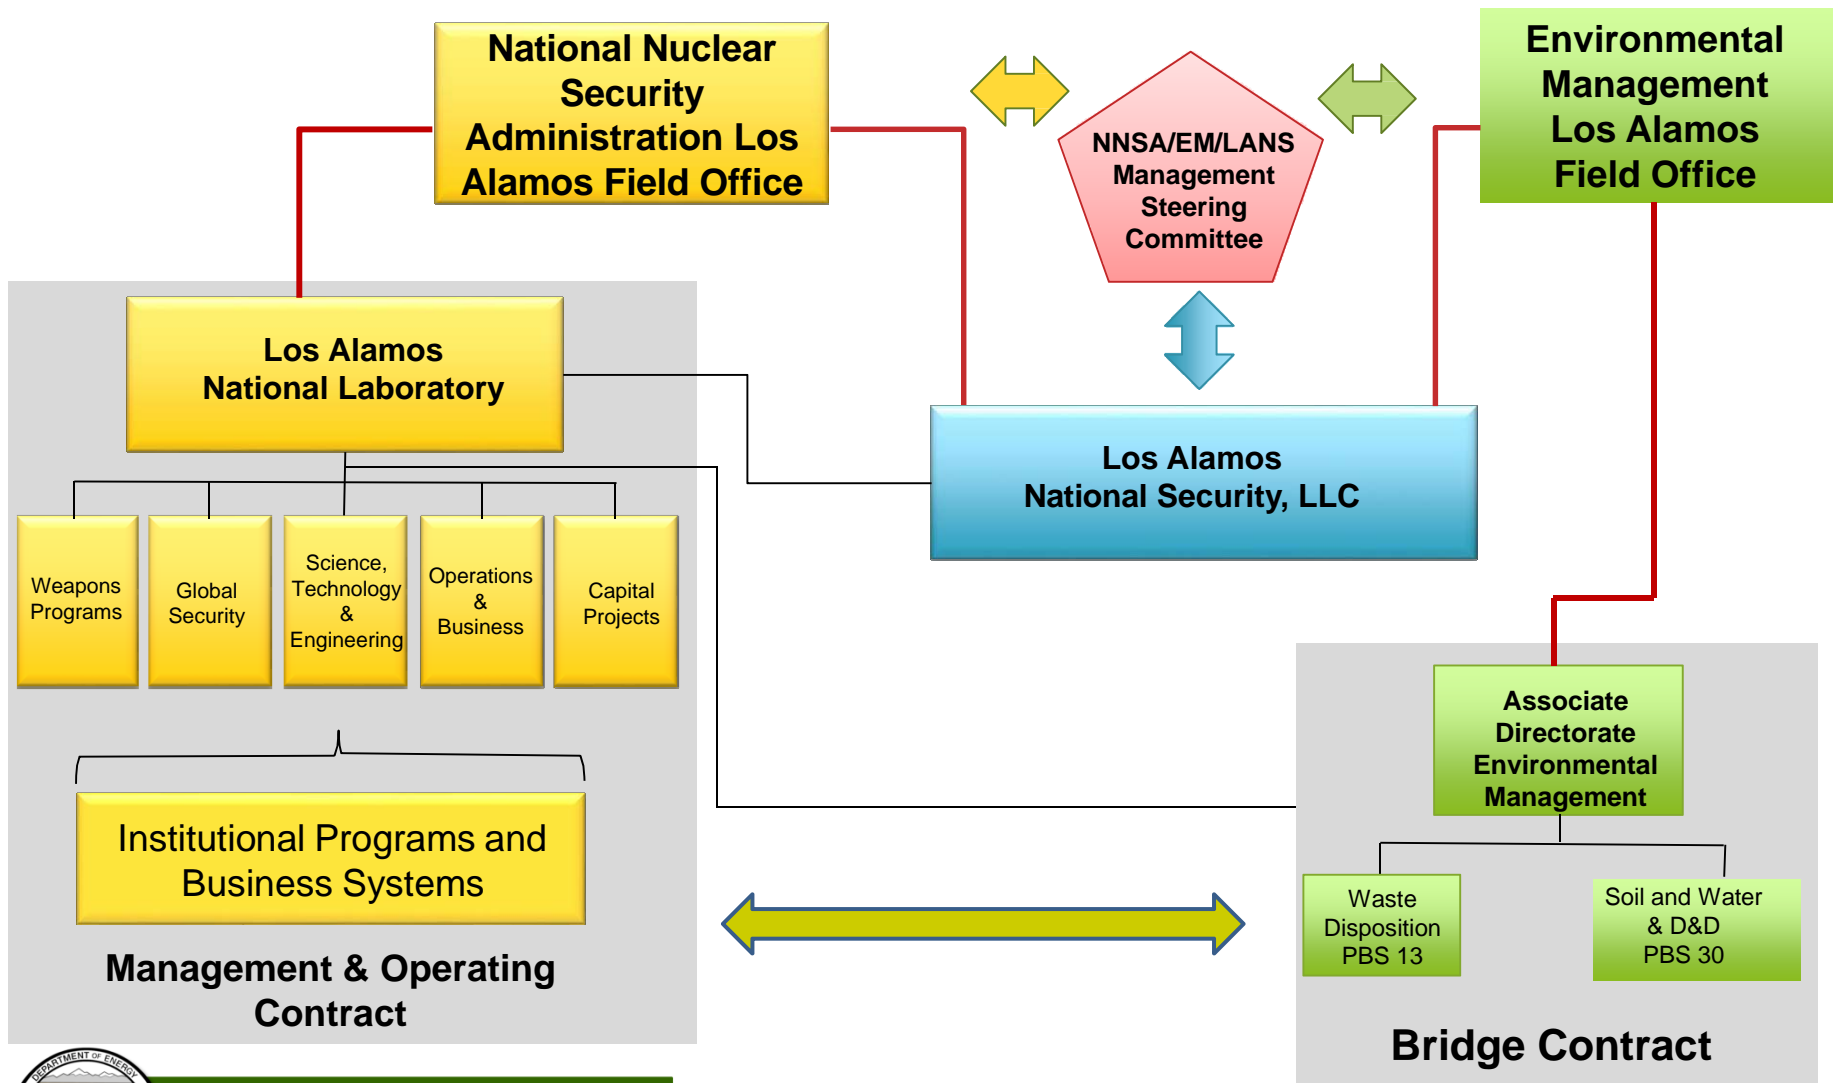 National Nuclear
Security
Administration Los
Alamos Field Office
NNSA/EM/LANS
Management
Steering
Committee
Environmental
Management
Los Alamos
Field Office
Los Alamos
National Laboratory
Los Alamos
National Security, LLC
Weapons
Programs
Global
Security
Science,
Technology
&
Engineering
Operations
&
Business
Capital
Projects
Institutional Programs and
Business Systems
Management & Operating
Contract
Associate
Directorate
Environmental
Management
Waste
Disposition
PBS 13
Soil and Water
& D&D
PBS 30
Bridge Contract
DEPARTMENT OF ENERGY